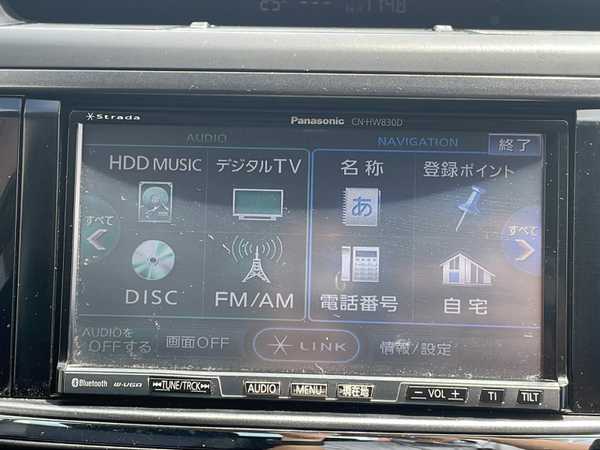 Strada
Panasonic CN-HW830D
AUDIO
NAVIGATION
終了
HDD MUSIC
デジタルTV
名称
登録ポイント
すべて
あ
すべて
DISC
FM/AM
電話番号
自宅
AUDIOを
OFFする
画面OFF
LINK
情報/設定
Bluetooth
W-VGA
TUNE/TRCK
AUDIO
MENU
現在地
− VOL +
TI
TILT